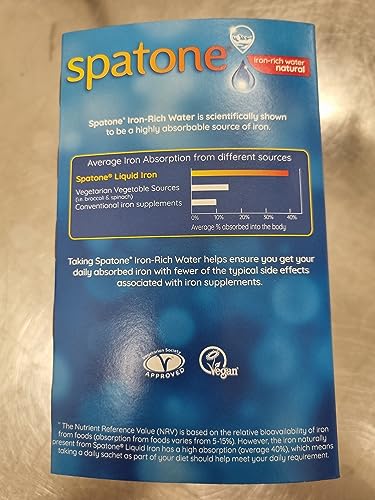 spatone®
iron-rich water
natural
Spatone® Iron-Rich Water is scientifically shown
to be a highly absorbable source of iron.
Average Iron Absorption from different sources
Spatone® Liquid Iron
Vegetarian Vegetable Sources
(i.e. broccoli & spinach)
Conventional iron supplements
0% 10% 20% 30% 40%
Average % absorbed into the body
Taking Spatone® Iron-Rich Water helps ensure you get your
daily absorbed iron with fewer of the typical side effects
associated with iron supplements.
Vegetarian Society
APPROVED
Vegan
The Nutrient Reference Value (NRV) is based on the relative bioavailability of iron
from foods (absorption from foods varies from 5-15%). However, the iron naturally
present from Spatone® Liquid Iron has a high absorption (average 40%), which means
taking a daily sachet as part of your diet should help meet your daily requirement.